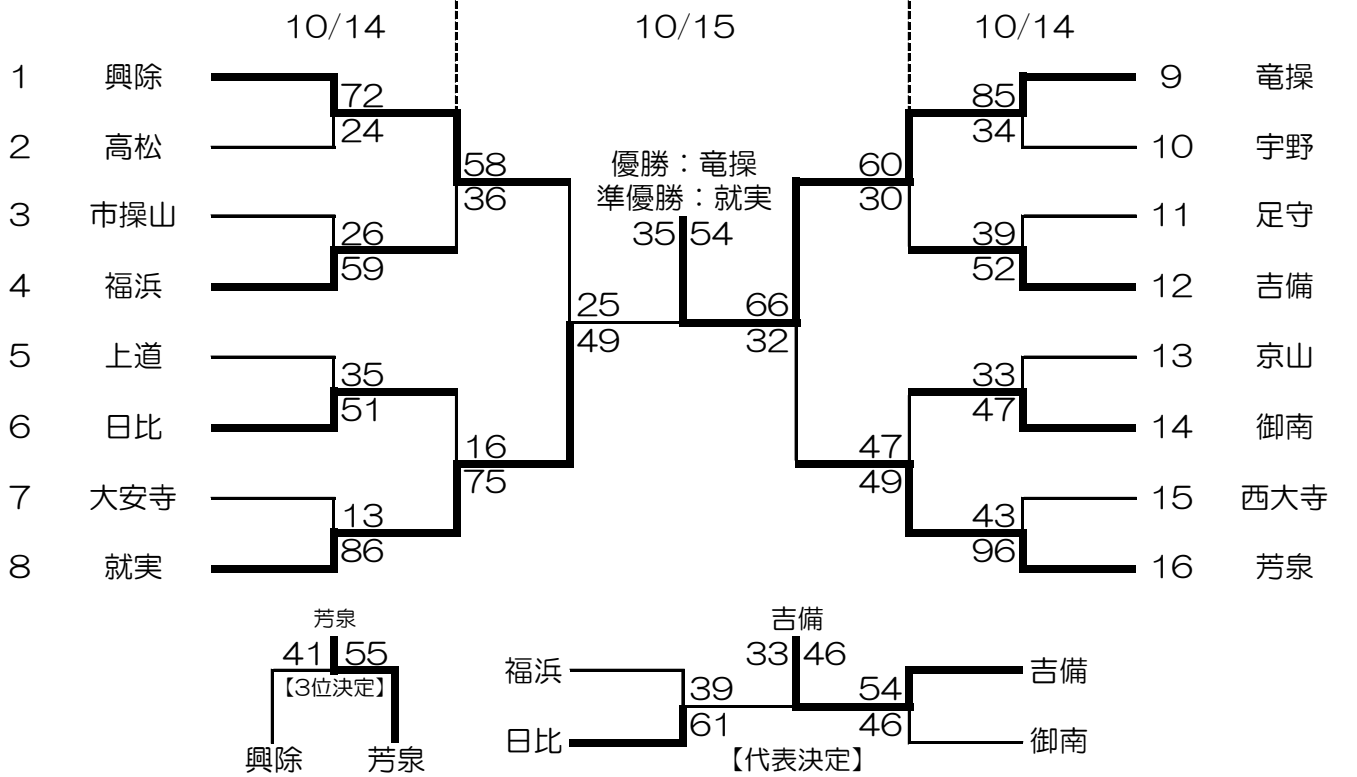 10/14
10/15
10/14
1 興除
72
24
2 高松
58
36
3 市操山
26
59
4 福浜
25
49
5 上道
35
51
6 日比
16
75
7 大安寺
13
86
8 就実
優勝：竜操
準優勝：就実
35 54
9 竜操
85
34
10 宇野
60
30
11 足守
39
52
12 吉備
66
32
13 京山
33
47
14 御南
47
49
15 西大寺
43
96
16 芳泉
芳泉
41 55
【3位決定】
興除 芳泉
吉備
33 46
福浜
39
61
日比
54
46
吉備
御南
【代表決定】